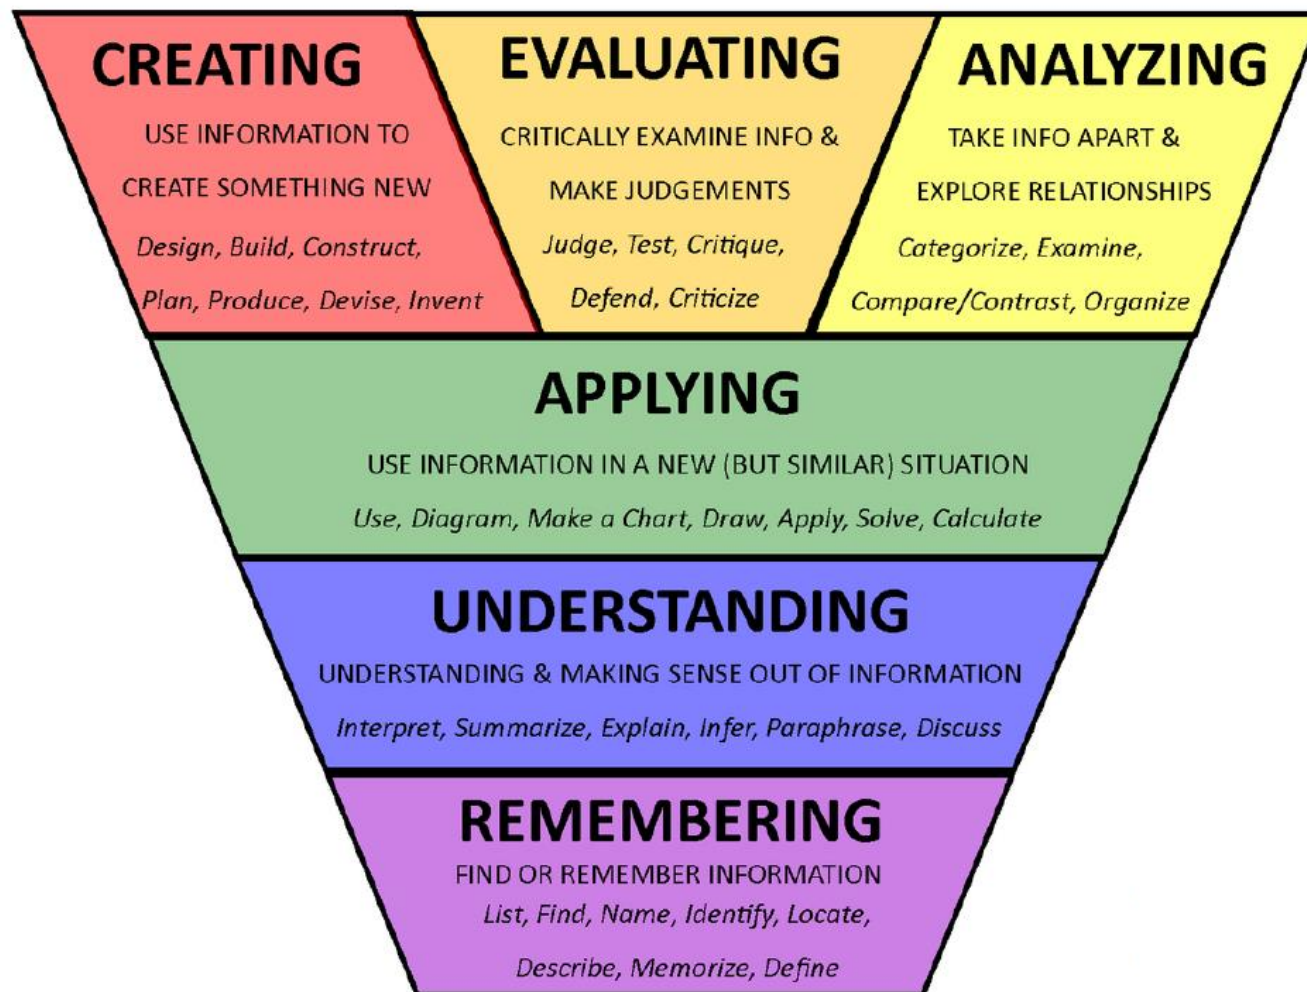 CREATING
USE INFORMATION TO
CREATE SOMETHING NEW
Design, Build, Construct,
Plan, Produce, Devise, Invent
EVALUATING
CRITICALLY EXAMINE INFO &
MAKE JUDGEMENTS
Judge, Test, Critique,
Defend, Criticize
ANALYZING
TAKE INFO APART &
EXPLORE RELATIONSHIPS
Categorize, Examine,
Compare/Contrast, Organize
APPLYING
USE INFORMATION IN A NEW (BUT SIMILAR) SITUATION
Use, Diagram, Make a Chart, Draw, Apply, Solve, Calculate
UNDERSTANDING
UNDERSTANDING & MAKING SENSE OUT OF INFORMATION
Interpret, Summarize, Explain, Infer, Paraphrase, Discuss
REMEMBERING
FIND OR REMEMBER INFORMATION
List, Find, Name, Identify, Locate,
Describe, Memorize, Define